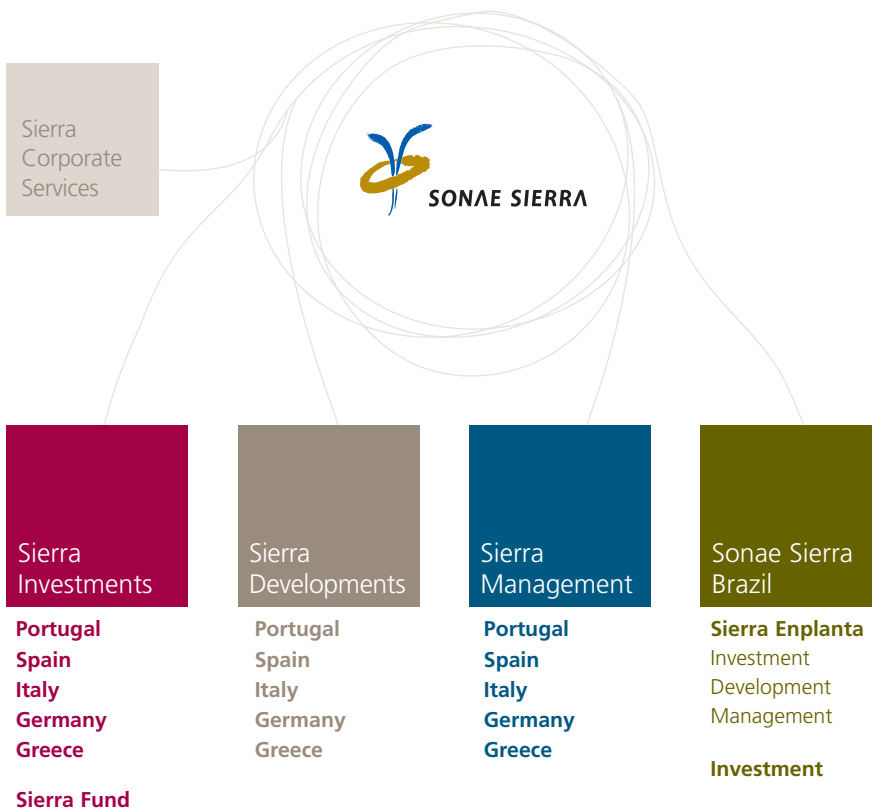 Sierra
Corporate
Services
SONAE SIERRA
Sierra
Investments
Portugal
Spain
Italy
Germany
Greece
Sierra Fund
Sierra
Developments
Portugal
Spain
Italy
Germany
Greece
Sierra
Management
Portugal
Spain
Italy
Germany
Greece
Sonae Sierra
Brazil
Sierra Enplanta
Investment
Development
Management
Investment